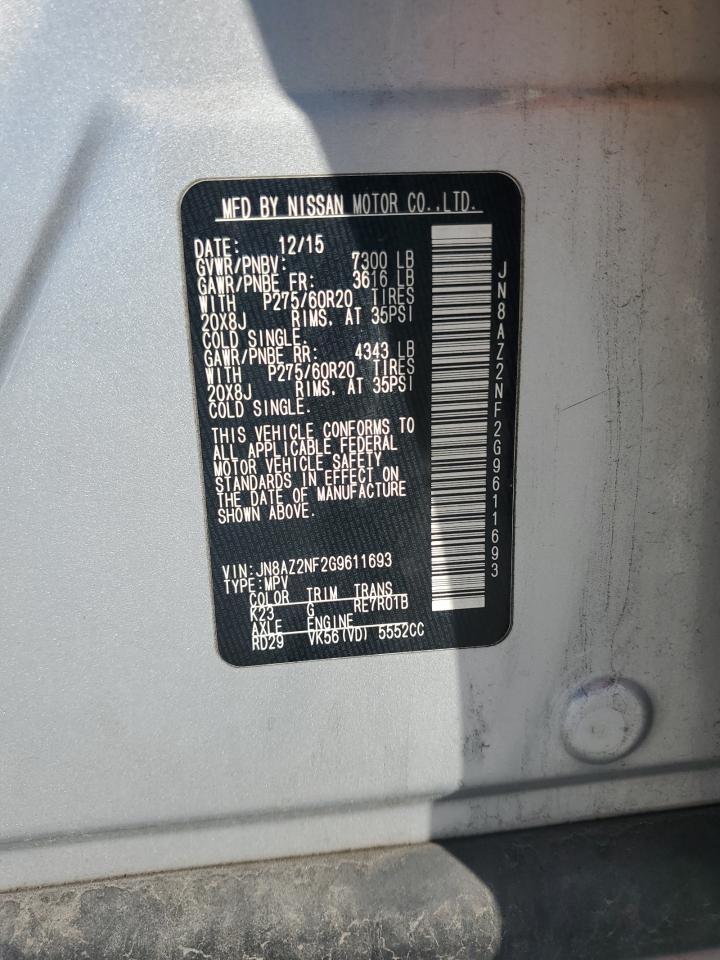 MFD BY NISSAN MOTOR CO.,LTD.
DATE: 12/15
GVWR/PNBV: 7300 LB
GAWR/PNBE FR: 3616 LB
WITH P275/60R20 TIRES
20X8J RIMS. AT 35PSI
COLD SINGLE.
GAWR/PNBE RR: 4343 LB
WITH P275/60R20 TIRES
20X8J RIMS. AT 35PSI
COLD SINGLE.
THIS VEHICLE CONFORMS TO
ALL APPLICABLE FEDERAL
MOTOR VEHICLE SAFETY
STANDARDS IN EFFECT ON
THE DATE OF MANUFACTURE
SHOWN ABOVE.
VIN:JN8AZ2NF2G9611693
TYPE:MPV
COLOR TRIM TRANS
K23 G RE7R01B
AXLE ENGINE
RD29 VK56(VD) 5552CC
JN8AZ2NF2G9611693